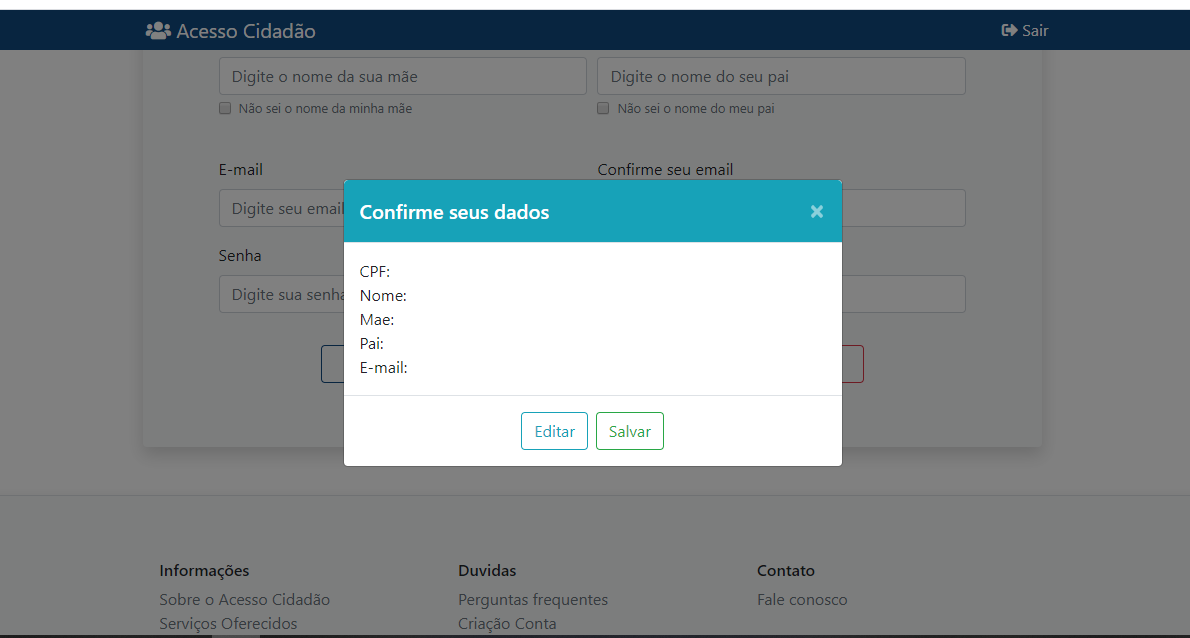 Acesso Cidadão
Sair
Digite o nome da sua mãe
Digite o nome do seu pai
Não sei o nome da minha mãe
Não sei o nome do meu pai
E-mail
Confirme seu email
Digite seu email
Confirme seus dados
×
Senha
Digite sua senha
CPF:
Nome:
Mae:
Pai:
E-mail:
Editar
Salvar
Informações
Duvidas
Contato
Sobre o Acesso Cidadão
Perguntas frequentes
Fale conosco
Serviços Oferecidos
Criação Conta